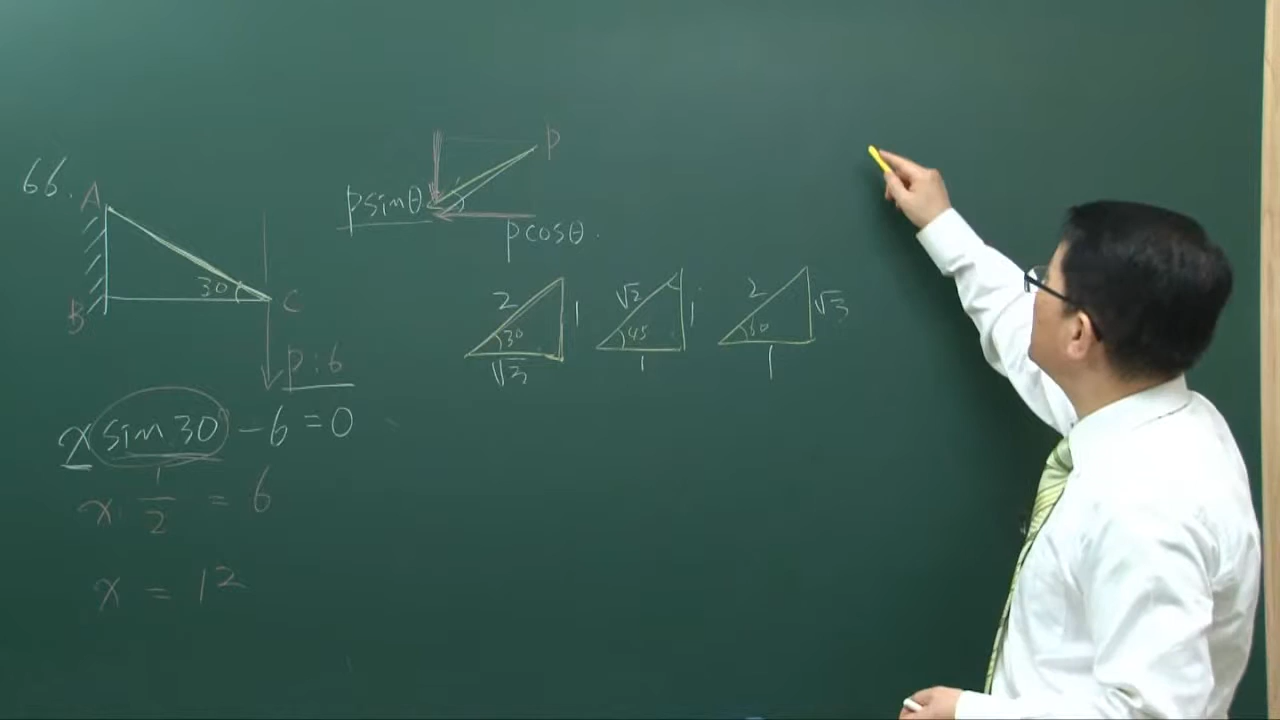 66.
A
B
C
30
P:6
x sin 30 - 6 = 0
x · 1/2 = 6
x = 12
P
Psinθ
Pcosθ
2
1
30
√3
√2
1
45
1
2
√3
60
1